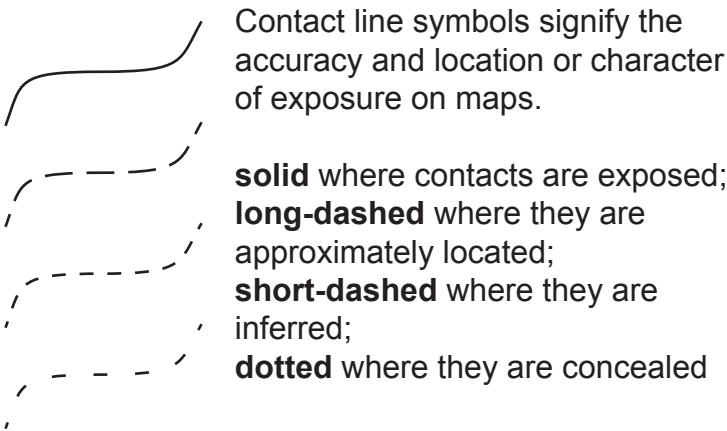 Contact line symbols signify the
accuracy and location or character
of exposure on maps.
solid where contacts are exposed;
long-dashed where they are
approximately located;
short-dashed where they are
inferred;
dotted where they are concealed